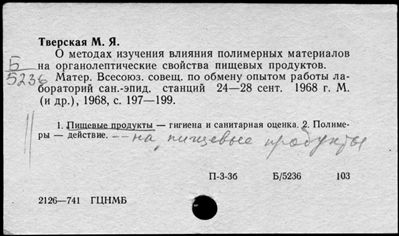 Тверская М. Я.
О методах изучения влияния полимерных материалов
Б
на органолептические свойства пищевых продуктов.
5236
Матер. Всесоюз. совещ. по обмену опытом работы ла-
бораторий сан.-эпид. станций 24—28 сент. 1968 г. М.
(и др.), 1968, с. 197—199.
1. Пищевые продукты — гигиена и санитарная оценка. 2. Полиме-
ры — действие. — на пищевые продукты
П-3-3б Б/5236 103
2126—741 ГЦНМБ